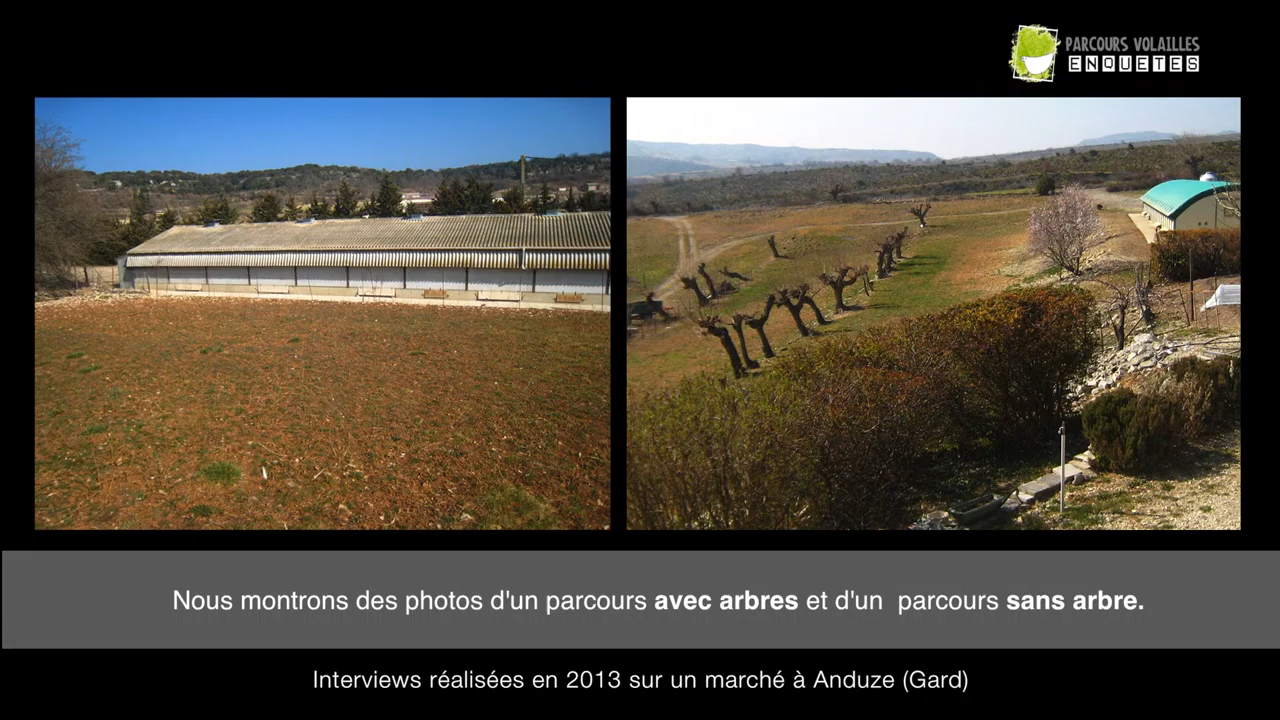 PARCOURS VOLAILLES
ENQUETES
Nous montrons des photos d'un parcours avec arbres et d'un parcours sans arbre.
Interviews réalisées en 2013 sur un marché à Anduze (Gard)